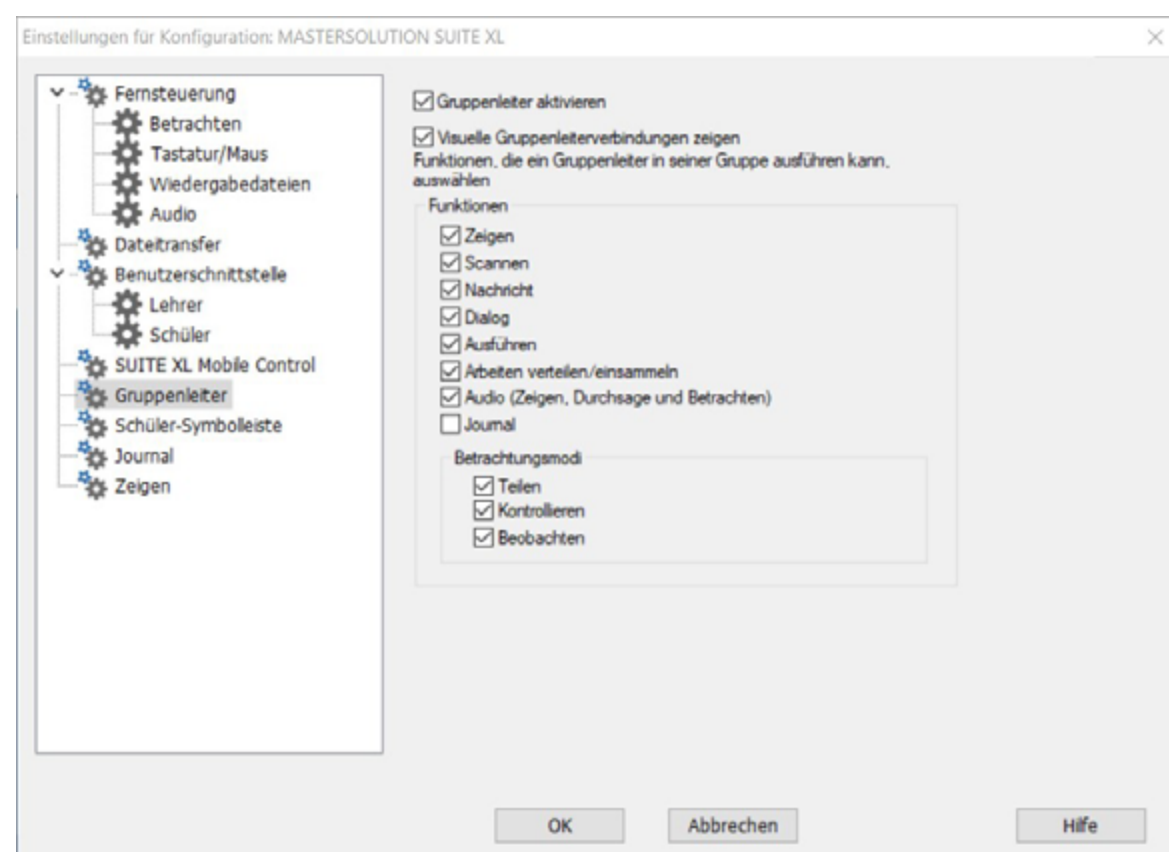 Einstellungen für Konfiguration: MASTERSOLUTION SUITE XL
Fernsteuerung
Betrachten
Tastatur/Maus
Wiedergabedateien
Audio
Dateitransfer
Benutzerschnittstelle
Lehrer
Schüler
SUITE XL Mobile Control
Gruppenleiter
Schüler-Symbolleiste
Journal
Zeigen
Gruppenleiter aktivieren
Visuelle Gruppenleiterverbindungen zeigen
Funktionen, die ein Gruppenleiter in seiner Gruppe ausführen kann,
auswählen
Funktionen
Zeigen
Scannen
Nachricht
Dialog
Ausführen
Arbeiten verteilen/einsammeln
Audio (Zeigen, Durchsage und Betrachten)
Journal
Betrachtungsmodi
Teilen
Kontrollieren
Beobachten
OK
Abbrechen
Hilfe